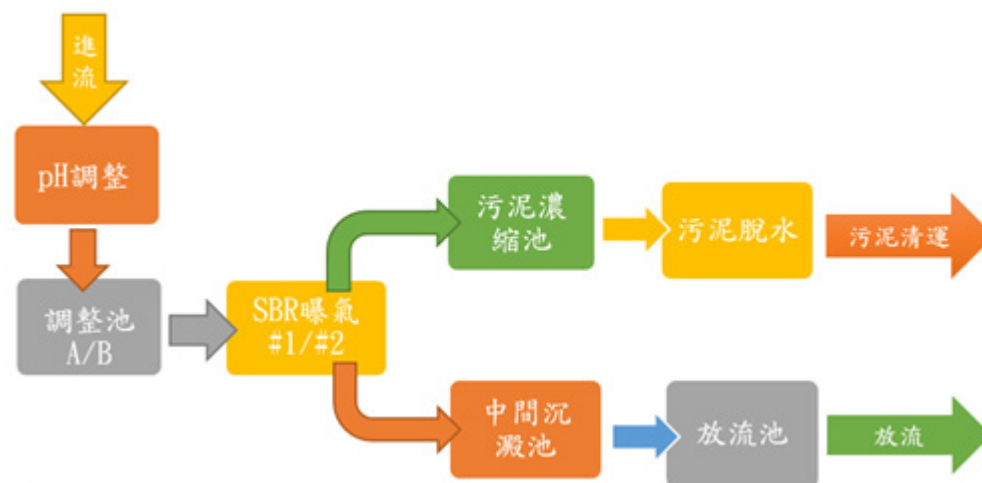 進
流
pH調整
調整池
A/B
SBR曝氣
#1/#2
污泥濃
縮池
污泥脫水
污泥清運
中間沉
澱池
放流池
放流